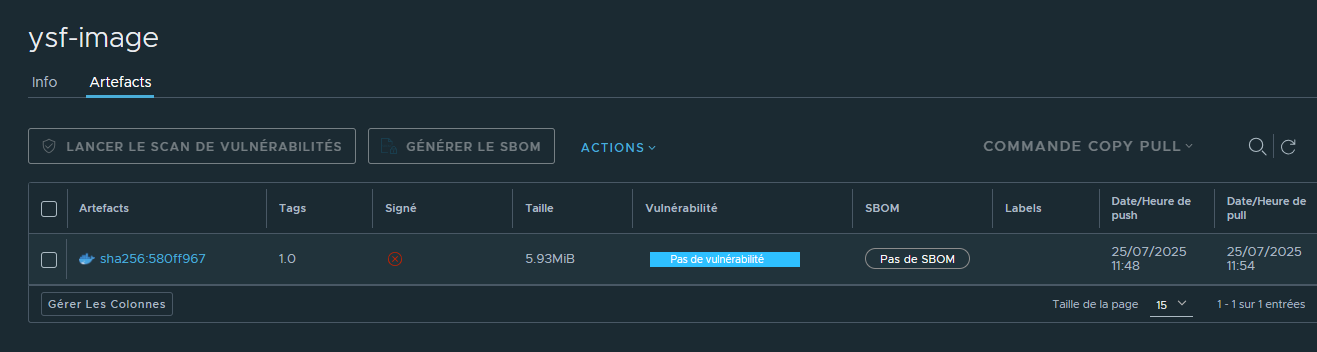 ysf-image
Info Artefacts
LANCER LE SCAN DE VULNÉRABILITÉS GÉNÉRER LE SBOM ACTIONS COMMANDE COPY PULL
Artefacts Tags Signé Taille Vulnérabilité SBOM Labels Date/Heure de push Date/Heure de pull
sha256:580ff967 1.0 5.93MiB Pas de vulnérabilité Pas de SBOM 25/07/2025 11:48 25/07/2025 11:54
Gérer Les Colonnes Taille de la page 15 1 - 1 sur 1 entrées